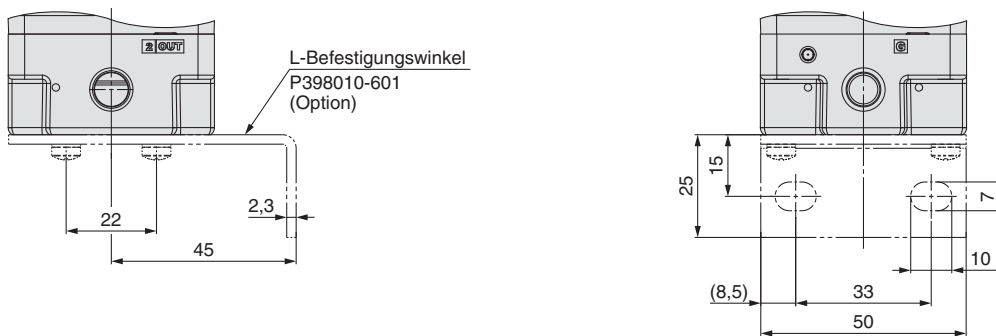 2 OUT
L-Befestigungswinkel
P398010-601
(Option)
2,3
22
45
G
25
15
7
10
(8,5)
33
50